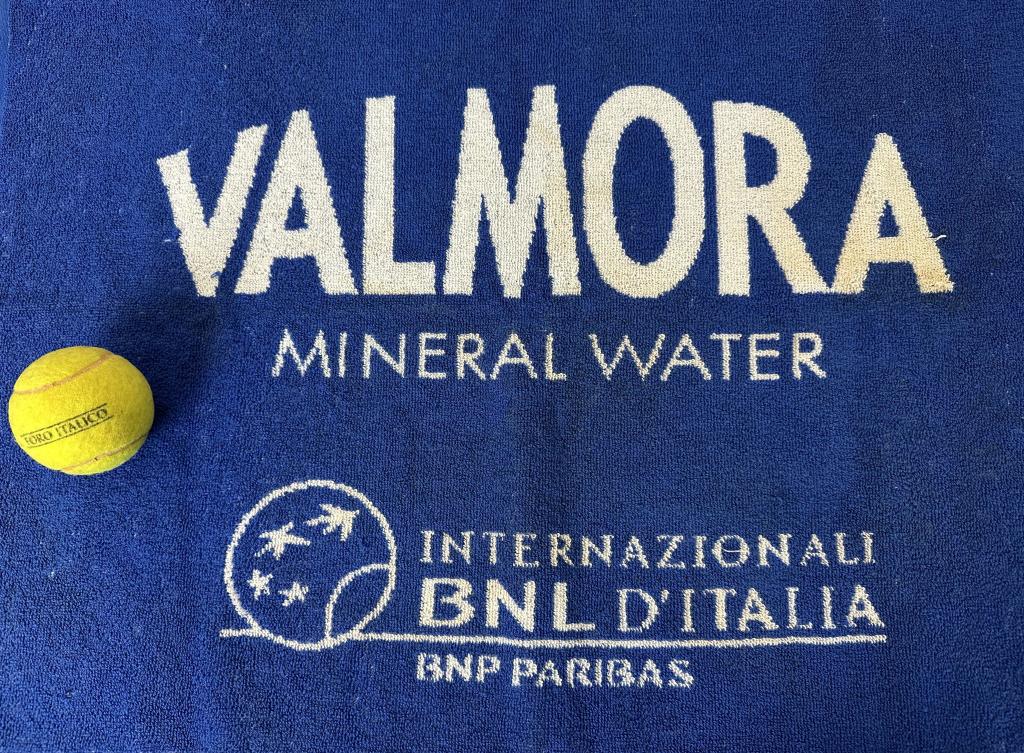 VALMORA
MINERAL WATER
FORO ITALICO
INTERNAZIONALI
BNL D'ITALIA
BNP PARIBAS